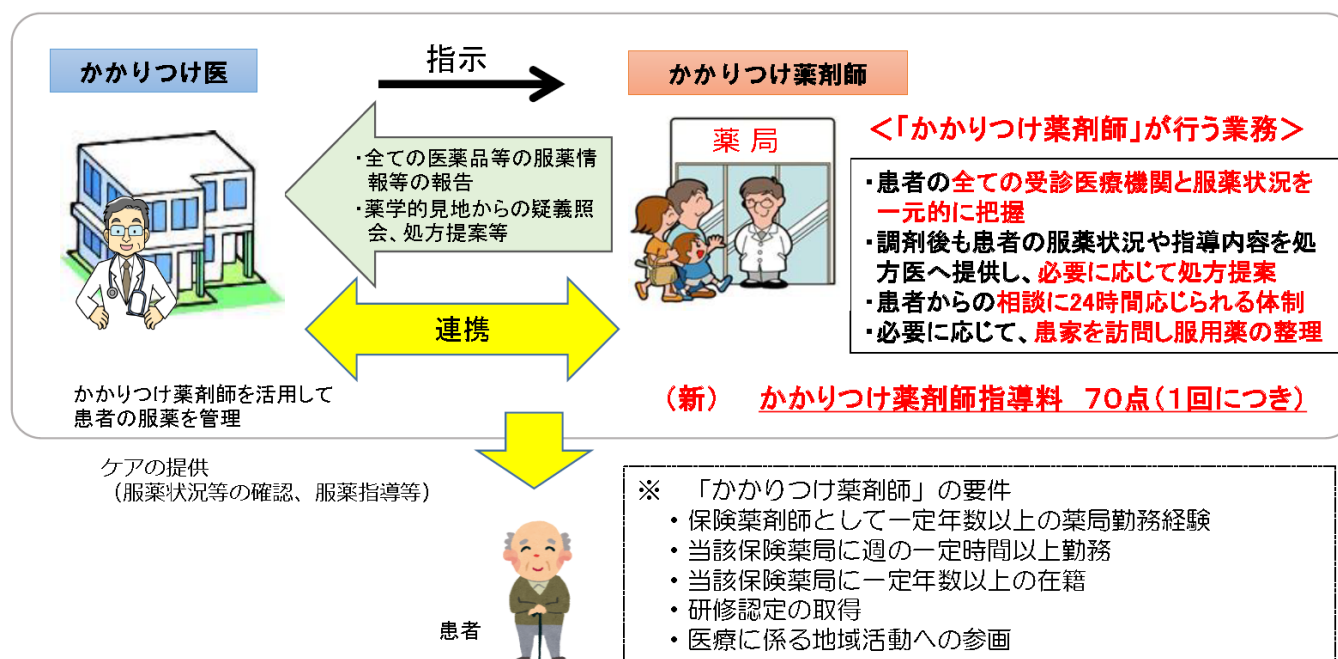 かかりつけ医
指示
かかりつけ薬剤師
・全ての医薬品等の服薬情
報等の報告
・薬学的見地からの疑義照
会、処方提案等
連携
かかりつけ薬剤師を活用して
患者の服薬を管理
薬局
＜「かかりつけ薬剤師」が行う業務＞
・患者の全ての受診医療機関と服薬状況を
一元的に把握
・調剤後も患者の服薬状況や指導内容を処
方医へ提供し、必要に応じて処方提案
・患者からの相談に24時間応じられる体制
・必要に応じて、患家を訪問し服用薬の整理
（新）　かかりつけ薬剤師指導料　７０点（１回につき）
ケアの提供
（服薬状況等の確認、服薬指導等）
患者
※　「かかりつけ薬剤師」の要件
・保険薬剤師として一定年数以上の薬局勤務経験
・当該保険薬局に週の一定時間以上勤務
・当該保険薬局に一定年数以上の在籍
・研修認定の取得
・医療に係る地域活動への参画